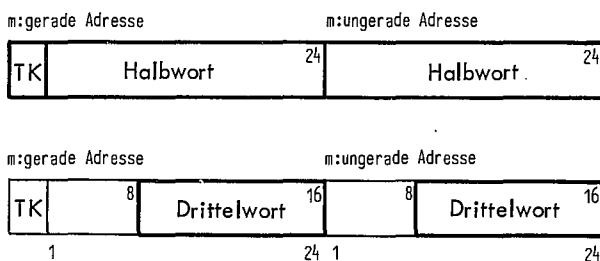 m:gerade Adresse m:ungerade Adresse
TK Halbwort 24 Halbwort 24
m:gerade Adresse m:ungerade Adresse
TK 8 Drittelwort 16 8 Drittelwort 16
1 24 1 24